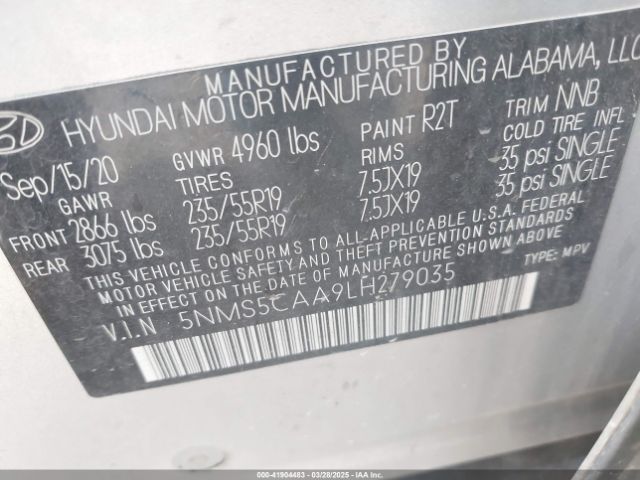 MANUFACTURED BY
HYUNDAI MOTOR MANUFACTURING ALABAMA, LLC
Sep/15/20 GVWR 4960 lbs PAINT R2T TRIM NNB
GAWR TIRES RIMS COLD TIRE INFL
FRONT 2866 lbs 235/55R19 7.5JX19 35 psi SINGLE
REAR 3075 lbs 235/55R19 7.5JX19 35 psi SINGLE
THIS VEHICLE CONFORMS TO ALL APPLICABLE U.S.A. FEDERAL
MOTOR VEHICLE SAFETY AND THEFT PREVENTION STANDARDS
IN EFFECT ON THE DATE OF MANUFACTURE SHOWN ABOVE
V.I.N 5NMS5CAA9LH279035 TYPE: MPV
000-41904483 | 03/28/2025 | IAA, Inc.